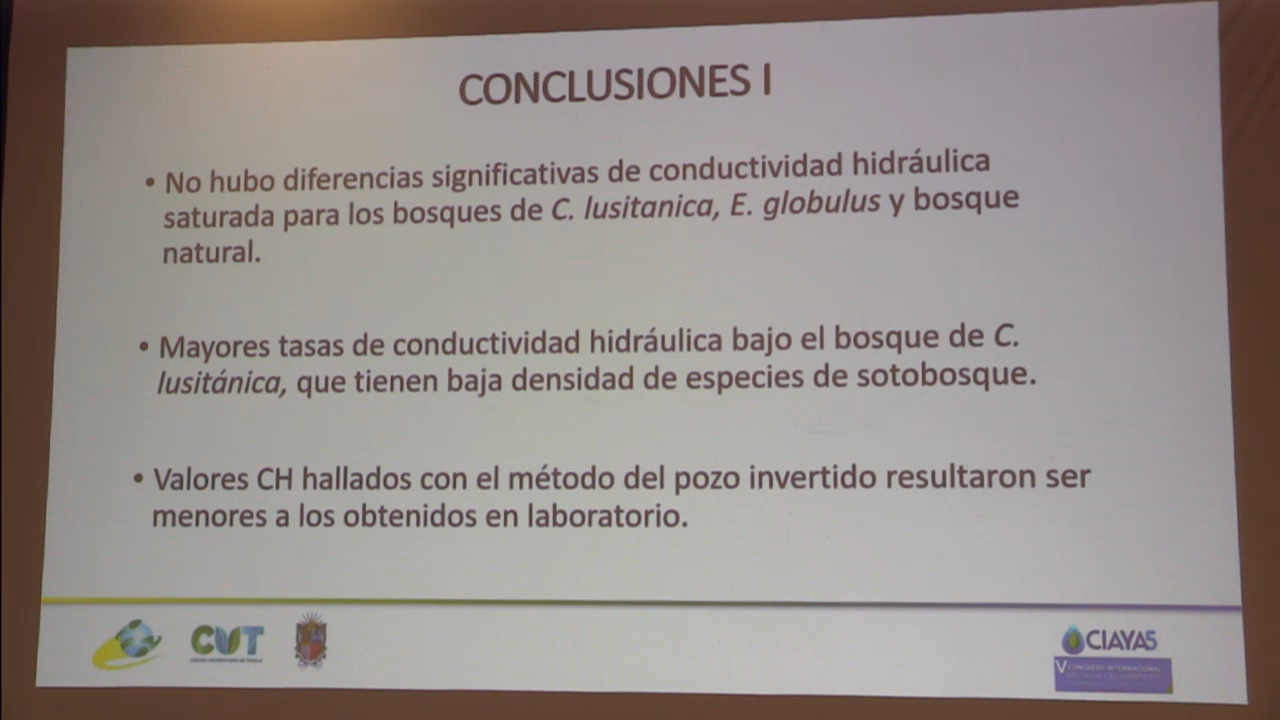 CONCLUSIONES I
• No hubo diferencias significativas de conductividad hidráulica
saturada para los bosques de C. lusitanica, E. globulus y bosque
natural.
• Mayores tasas de conductividad hidráulica bajo el bosque de C.
lusitánica, que tienen baja densidad de especies de sotobosque.
• Valores CH hallados con el método del pozo invertido resultaron ser
menores a los obtenidos en laboratorio.
CUT
CIAYA5
V CONGRESO INTERNACIONAL